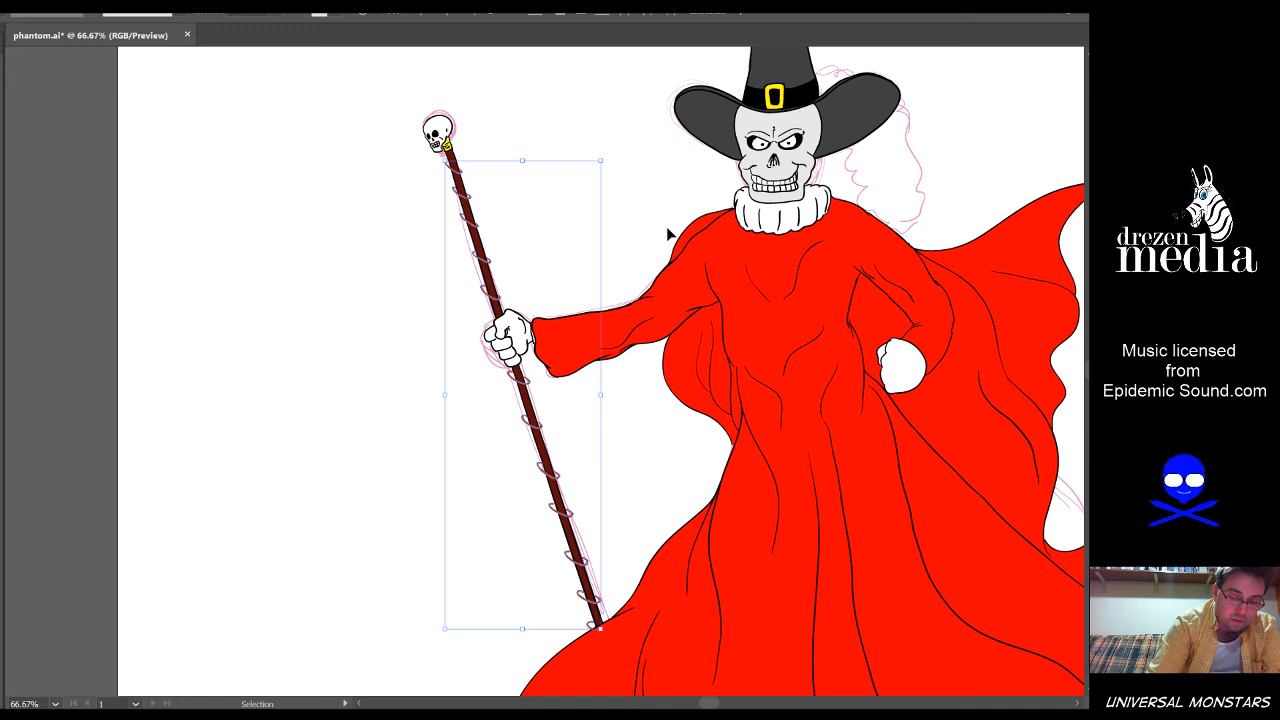 phantom.ai* @ 66.67% (RGB/Preview)
×
drezen
media
Music licensed
from
Epidemic Sound.com
66.67%
1
Selection
UNIVERSAL MONSTARS